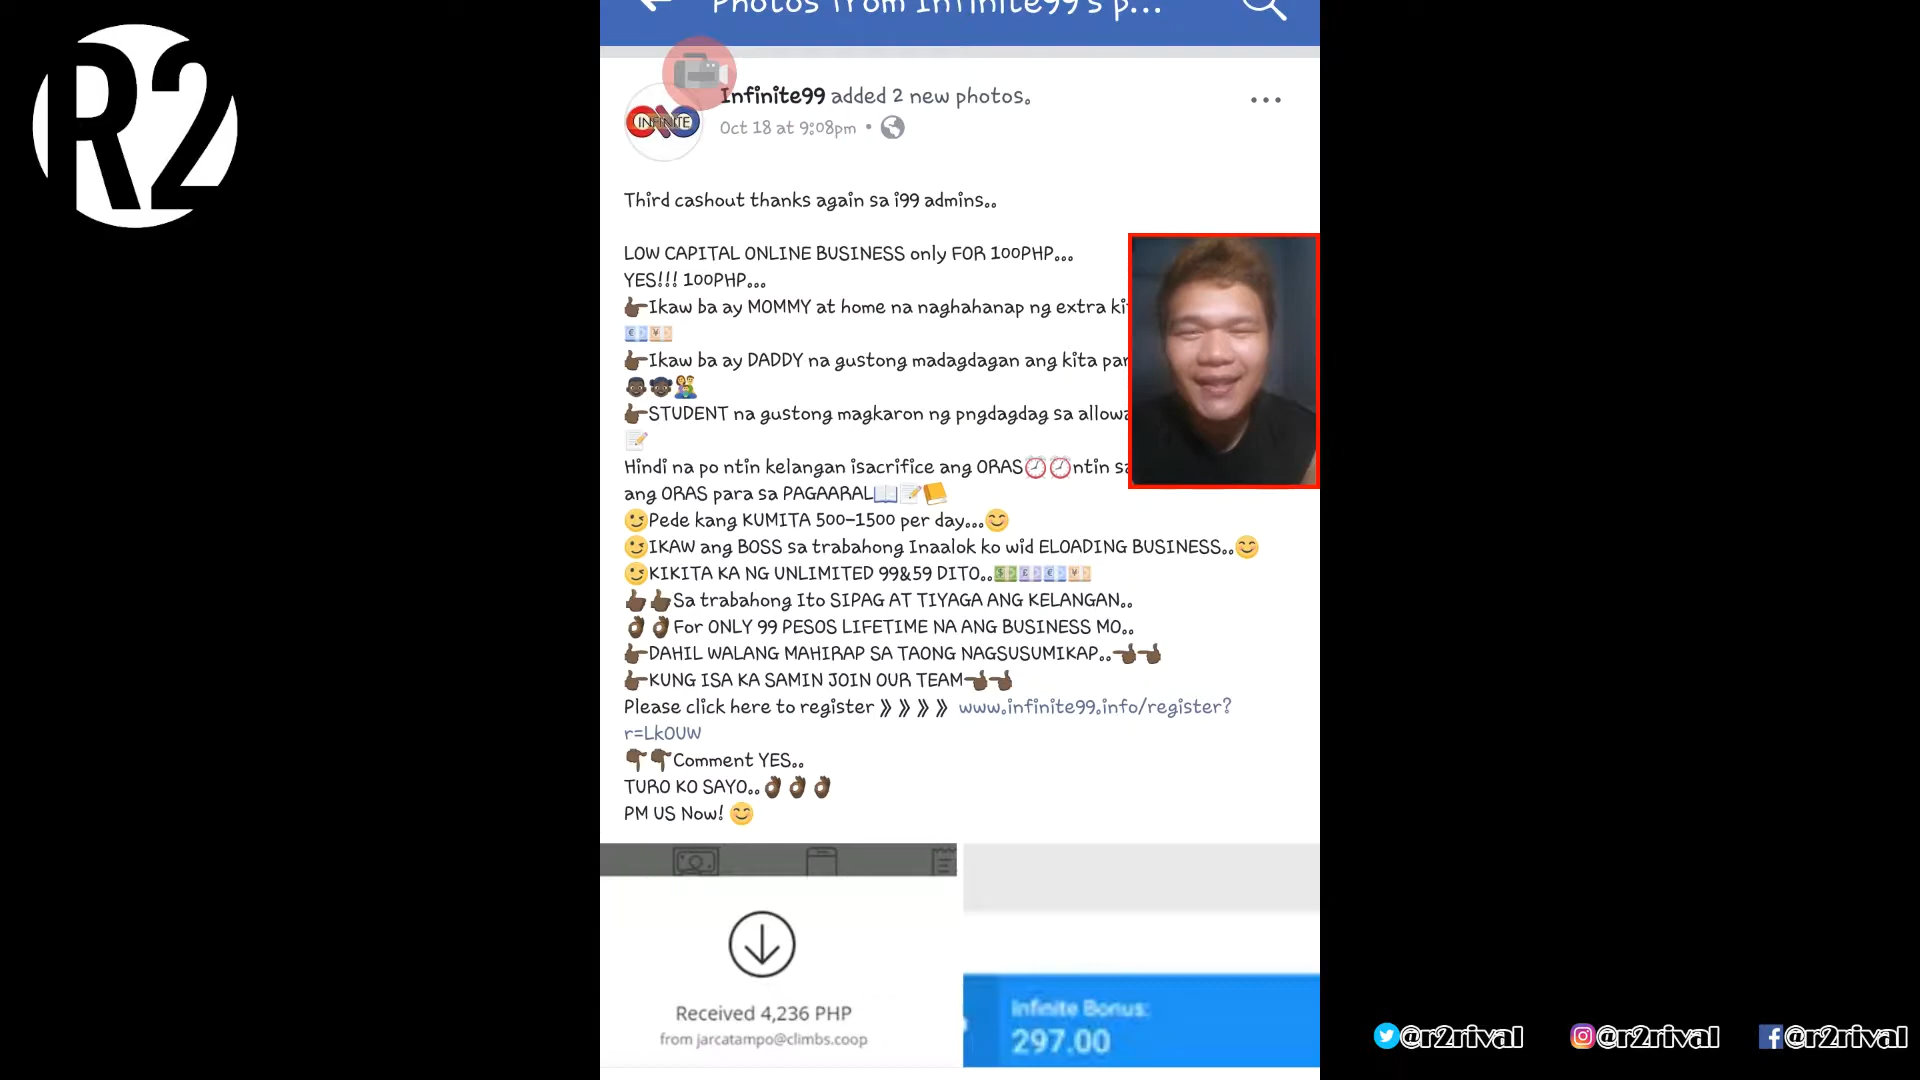 R2
Photos from Infinite99's p...
INFINITE
Infinite99 added 2 new photos.
Oct 18 at 9:08pm •
Third cashout thanks again sa i99 admins..
LOW CAPITAL ONLINE BUSINESS only FOR 100PHP...
YES!!! 100PHP...
👉🏿Ikaw ba ay MOMMY at home na naghahanap ng extra
💶💴
👉🏿Ikaw ba ay DADDY na gustong madagdagan ang kita
👨🏿👧🏿👪
👉🏿STUDENT na gustong magkaron ng pngdagdag sa
📝
Hindi na po ntin kelangan isacrifice ang ORAS⏰⏰ntin
ang ORAS para sa PAGAARAL📖📝📙
😉Pede kang KUMITA 500-1500 per day...😊
😉IKAW ang BOSS sa trabahong Inaalok ko wid ELOADING BUSINESS..😊
😉KIKITA KA NG UNLIMITED 99&59 DITO..💵💷💶💴
👍🏿👍🏿Sa trabahong Ito SIPAG AT TIYAGA ANG KELANGAN..
👌🏿👌🏿For ONLY 99 PESOS LIFETIME NA ANG BUSINESS MO..
👉🏿DAHIL WALANG MAHIRAP SA TAONG NAGSUSUMIKAP..👈🏿👈🏿
👉🏿KUNG ISA KA SAMIN JOIN OUR TEAM👈🏿👈🏿
Please click here to register》》》》 www.infinite99.info/register?
r=LkOUW
👇🏿👇🏿Comment YES..
TURO KO SAYO..👌🏿👌🏿👌🏿
PM US Now! 😊
Received 4,236 PHP
from jarcatampo@climbs.coop
Infinite Bonus:
297.00
@r2rival @r2rival @r2rival